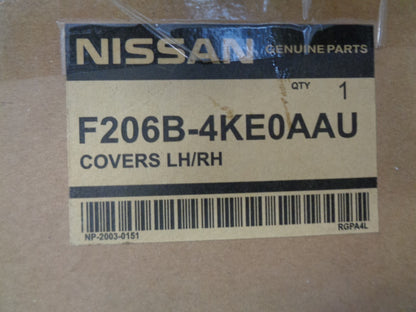 NISSAN GENUINE PARTS
QTY 1
F206B-4KE0AAU
COVERS LH/RH
NP-2003-0151 RGPA4L